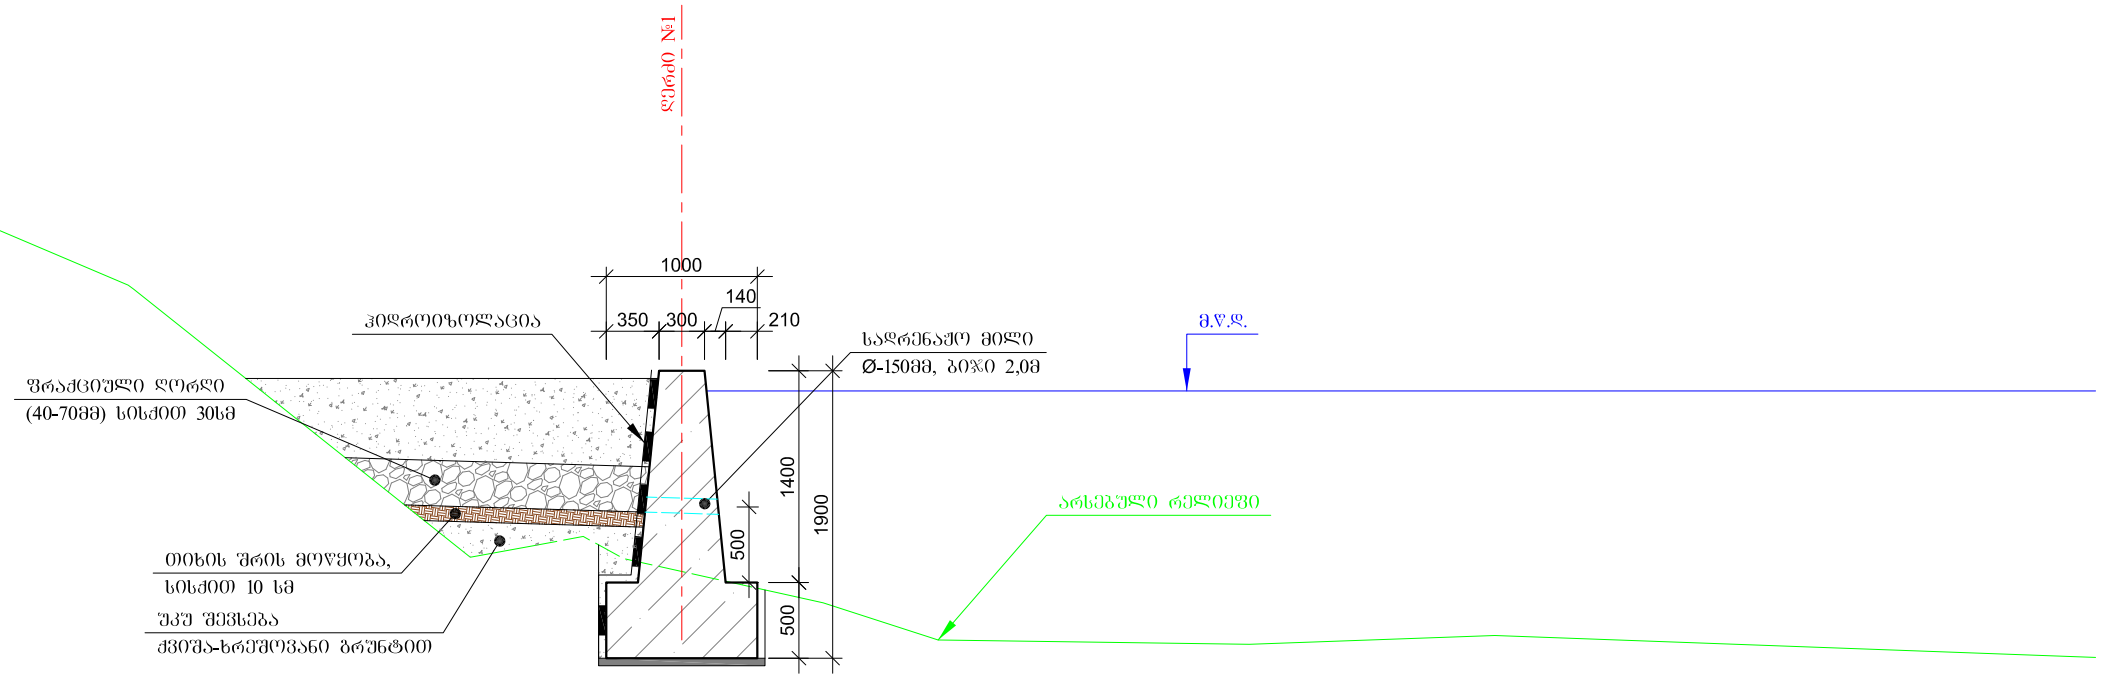 ღერძი №1
1000
140
350
300
210
ჰიდროიზოლაცია
სადრენაჟო მილი
Ø-150მმ, ბიჯი 2,0მ
მ.წ.დ.
ფრაქციული ღორღი
(40-70მმ) სისქით 30სმ
1400
1900
500
არსებული რელიეფი
თიხის შრის მოწყობა,
სისქით 10 სმ
500
უკუ შევსება
ქვიშა-ხრეშოვანი გრუნტით